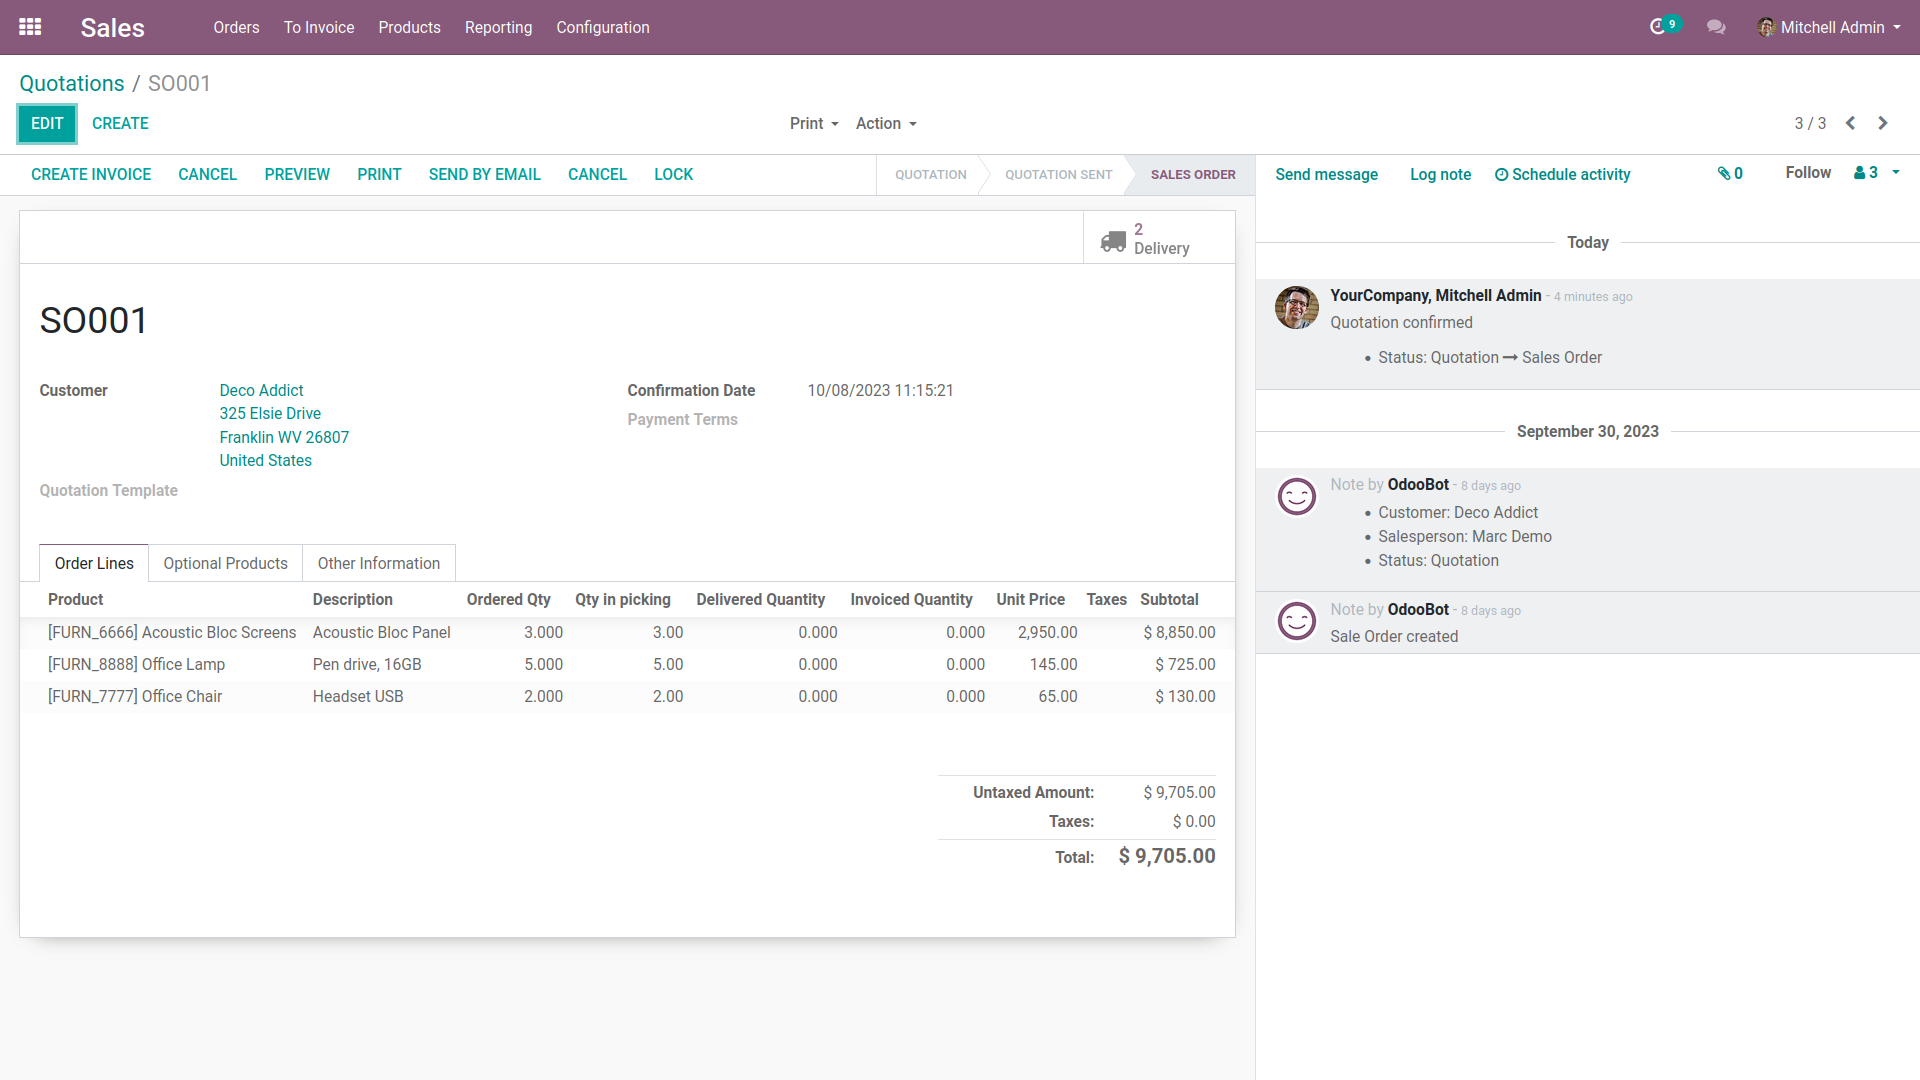 Sales Orders To Invoice Products Reporting Configuration 9 Mitchell Admin
Quotations / SO001
EDIT CREATE Print Action 3 / 3
CREATE INVOICE CANCEL PREVIEW PRINT SEND BY EMAIL CANCEL LOCK QUOTATION QUOTATION SENT SALES ORDER
2
Delivery
SO001
Customer Deco Addict Confirmation Date 10/08/2023 11:15:21
325 Elsie Drive Payment Terms
Franklin WV 26807
United States
Quotation Template
Order Lines Optional Products Other Information
Product Description Ordered Qty Qty in picking Delivered Quantity Invoiced Quantity Unit Price Taxes Subtotal
[FURN_6666] Acoustic Bloc Screens Acoustic Bloc Panel 3.000 3.00 0.000 0.000 2,950.00 $ 8,850.00
[FURN_8888] Office Lamp Pen drive, 16GB 5.000 5.00 0.000 0.000 145.00 $ 725.00
[FURN_7777] Office Chair Headset USB 2.000 2.00 0.000 0.000 65.00 $ 130.00
Untaxed Amount: $ 9,705.00
Taxes: $ 0.00
Total: $ 9,705.00
Send message Log note Schedule activity 0 Follow 3
Today
YourCompany, Mitchell Admin - 4 minutes ago
Quotation confirmed
• Status: Quotation → Sales Order
September 30, 2023
Note by OdooBot - 8 days ago
• Customer: Deco Addict
• Salesperson: Marc Demo
• Status: Quotation
Note by OdooBot - 8 days ago
Sale Order created